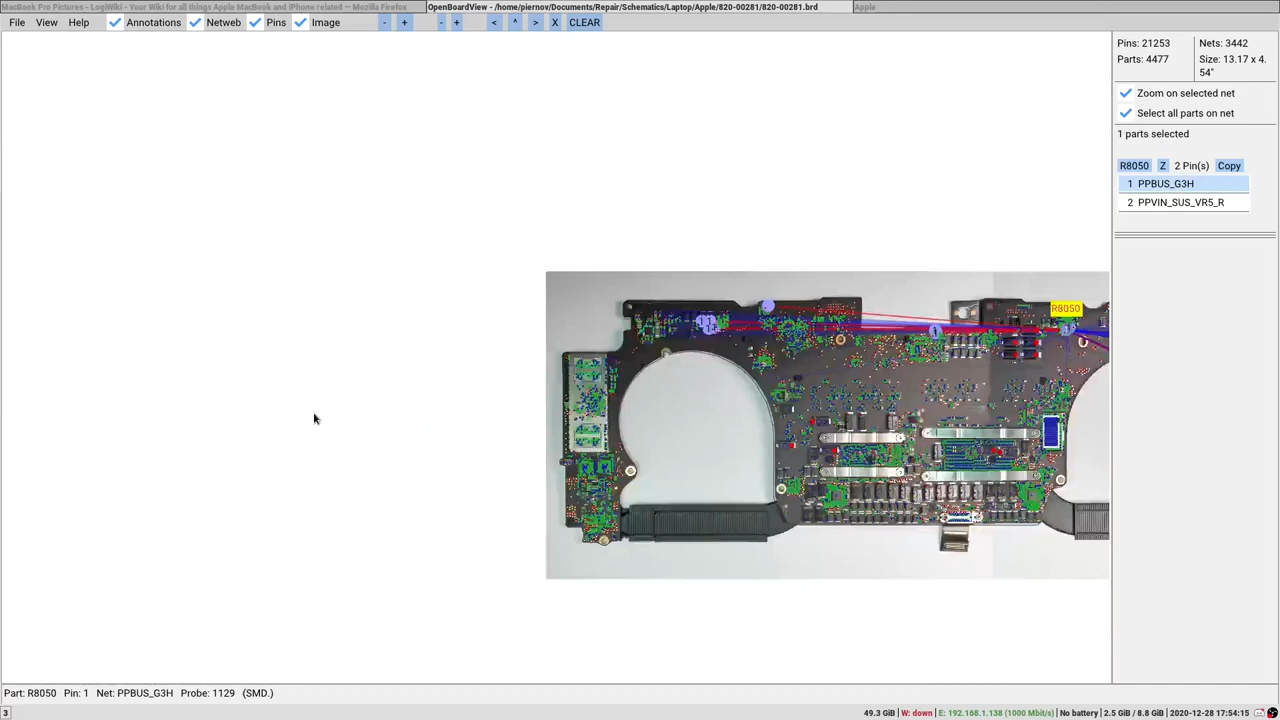 MacBook Pro Pictures - LogiWiki - Your Wiki for all things Apple MacBook and iPhone related — Mozilla Firefox
OpenBoardView - /home/piernov/Documents/Repair/Schematics/Laptop/Apple/820-00281/820-00281.brd
Apple
File View Help Annotations Netweb Pins Image - + - + < ^ > X CLEAR
Pins: 21253 Nets: 3442
Parts: 4477 Size: 13.17 x 4.
54"
Zoom on selected net
Select all parts on net
1 parts selected
R8050 Z 2 Pin(s) Copy
1 PPBUS_G3H
2 PPVIN_SUS_VR5_R
R8050
Part: R8050 Pin: 1 Net: PPBUS_G3H Probe: 1129 (SMD.)
3
49.3 GiB | W: down | E: 192.168.1.138 (1000 Mbit/s) | No battery | 2.5 GiB / 8.8 GiB | 2020-12-28 17:54:15